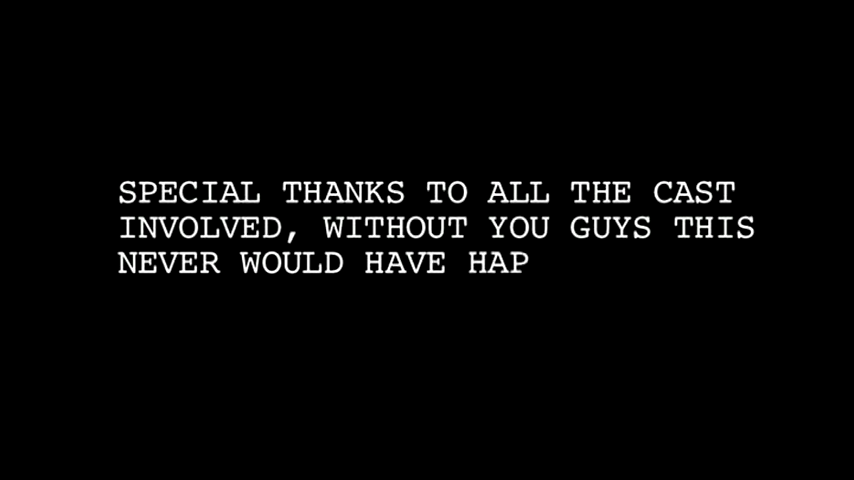 SPECIAL THANKS TO ALL THE CAST
INVOLVED, WITHOUT YOU GUYS THIS
NEVER WOULD HAVE HAP